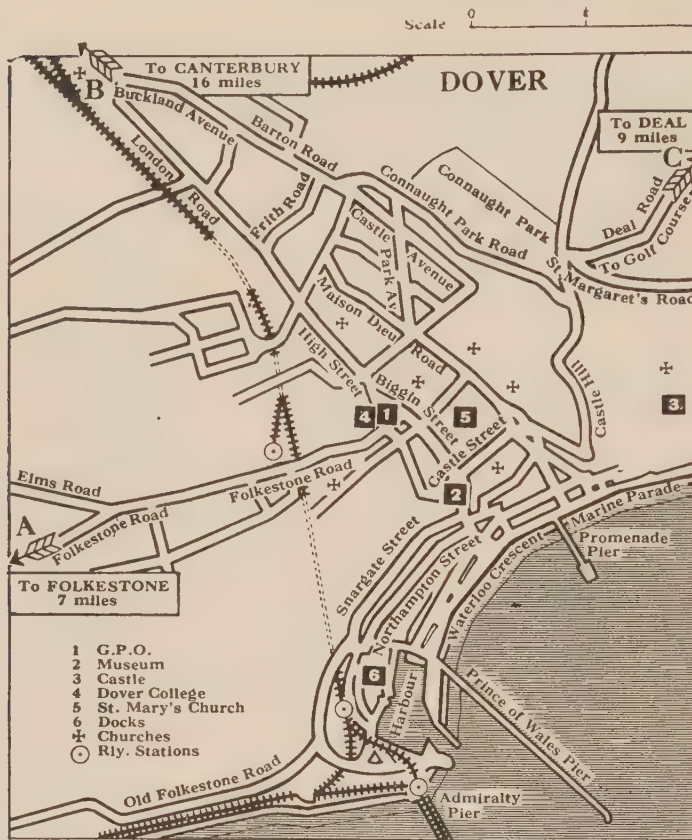 Scale 0 ¼
DOVER
To CANTERBURY
16 miles
B
Buckland Avenue
Barton Road
London Road
Frith Road
Castle Avenue
Park Av.
Connaught Park Road
Connaught Park
To DEAL
9 miles
C
Deal Road
To Golf Course
St. Margaret's Road
Maison Dieu Road
High Street
Biggin Street
Castle Street
Castle Hill
4
1
5
3
2
Elms Road
Folkestone Road
A
Folkestone Road
To FOLKESTONE
7 miles
Snargate Street
Northampton Street
Waterloo Crescent
Marine Parade
Promenade
Pier
1 G.P.O.
2 Museum
3 Castle
4 Dover College
5 St. Mary's Church
6 Docks
Churches
Rly. Stations
6
Harbour
Prince of Wales Pier
Old Folkestone Road
Admiralty
Pier